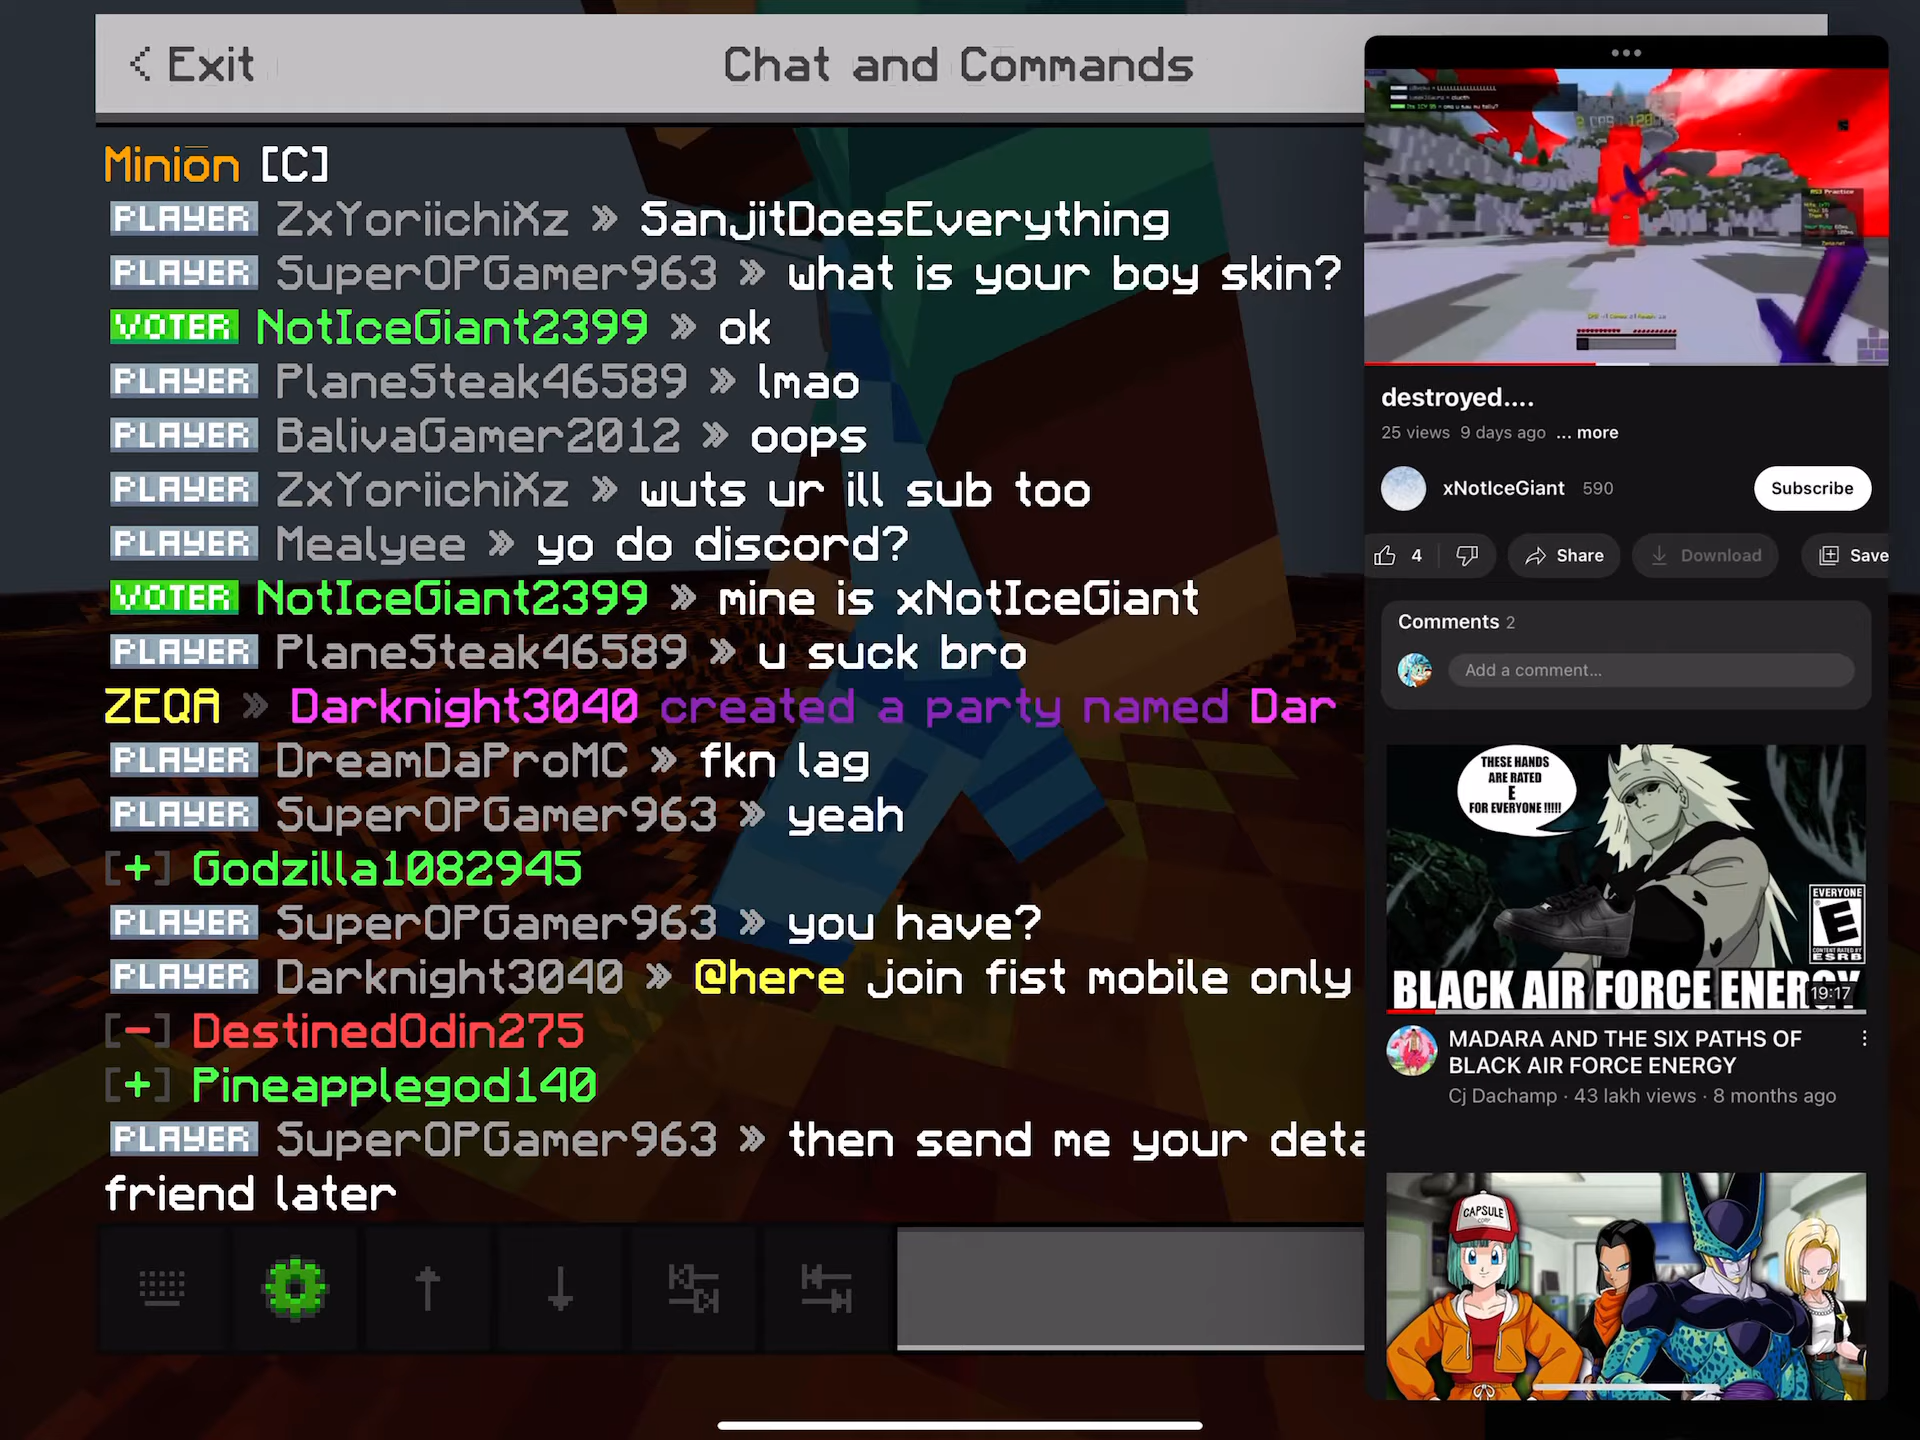 < Exit
Chat and Commands
Minion [C]
PLAYER ZxYoriichiXz » SanjitDoesEverything
PLAYER SuperOPGamer963 » what is your boy skin?
VOTER NotIceGiant2399 » ok
PLAYER PlaneSteak46589 » lmao
PLAYER BalivaGamer2012 » oops
PLAYER ZxYoriichiXz » wuts ur ill sub too
PLAYER Mealyee » yo do discord?
VOTER NotIceGiant2399 » mine is xNotIceGiant
PLAYER PlaneSteak46589 » u suck bro
ZEQA » Darknight3040 created a party named Dar
PLAYER DreamDaProMC » fkn lag
PLAYER SuperOPGamer963 » yeah
[+] Godzilla1082945
PLAYER SuperOPGamer963 » you have?
PLAYER Darknight3040 » @here join fist mobile only
[-] DestinedOdin275
[+] Pineapplegod140
PLAYER SuperOPGamer963 » then send me your deta
friend later
destroyed....
25 views 9 days ago ... more
xNotIceGiant 590
Subscribe
4
Share
Download
Save
Comments 2
Add a comment...
THESE HANDS
ARE RATED
E
FOR EVERYONE !!!!!
EVERYONE
E
CONTENT RATED BY
ESRB
BLACK AIR FORCE ENERGY
19:17
MADARA AND THE SIX PATHS OF
BLACK AIR FORCE ENERGY
Cj Dachamp · 43 lakh views · 8 months ago
CAPSULE
CORP.